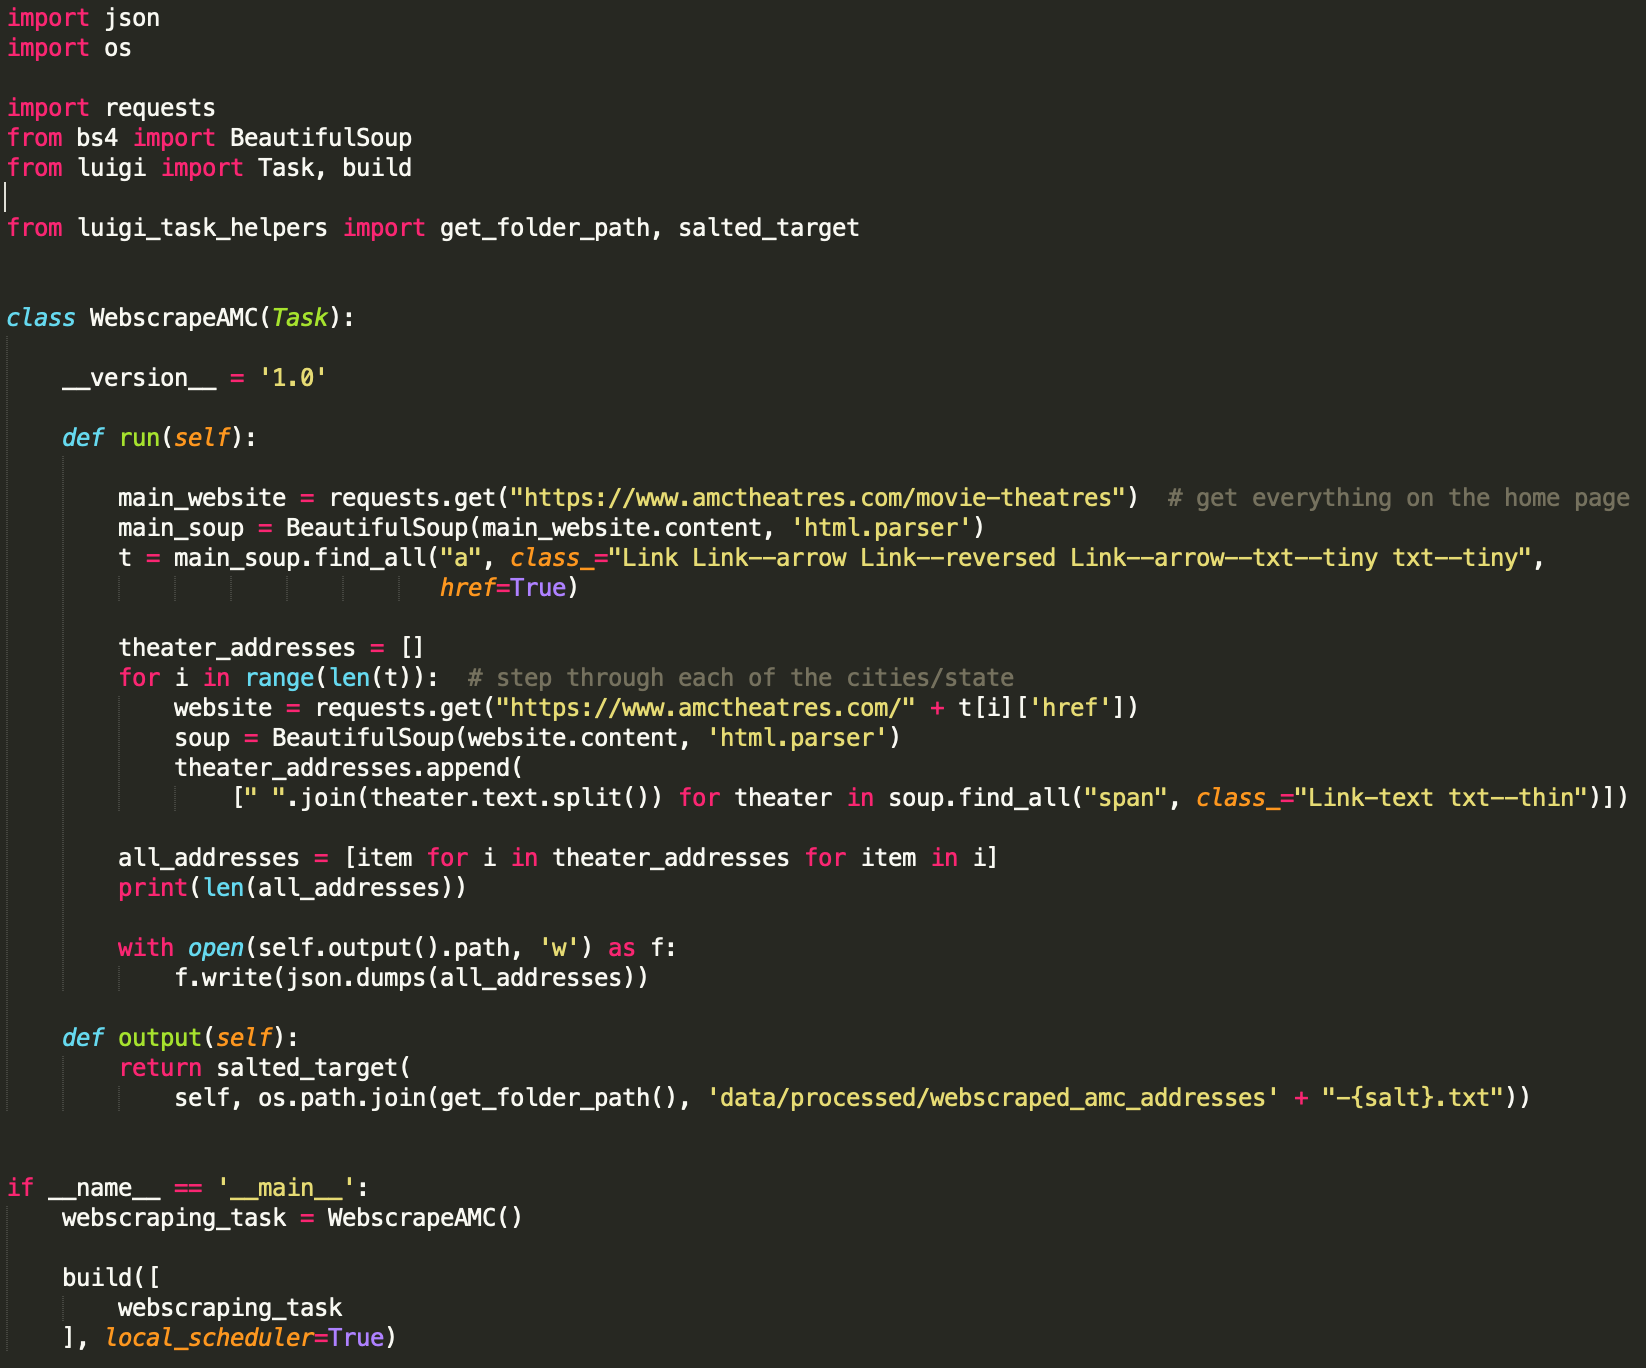 import json
import os
import requests
from bs4 import BeautifulSoup
from luigi import Task, build
from luigi_task_helpers import get_folder_path, salted_target
class WebscrapeAMC(Task):
__version__ = '1.0'
def run(self):
main_website = requests.get("https://www.amctheatres.com/movie-theatres")  # get everything on the home page
main_soup = BeautifulSoup(main_website.content, 'html.parser')
t = main_soup.find_all("a", class_="Link Link--arrow Link--reversed Link--arrow--txt--tiny txt--tiny",
href=True)
theater_addresses = []
for i in range(len(t)):  # step through each of the cities/state
website = requests.get("https://www.amctheatres.com/" + t[i]['href'])
soup = BeautifulSoup(website.content, 'html.parser')
theater_addresses.append(
[" ".join(theater.text.split()) for theater in soup.find_all("span", class_="Link-text txt--thin")])
all_addresses = [item for i in theater_addresses for item in i]
print(len(all_addresses))
with open(self.output().path, 'w') as f:
f.write(json.dumps(all_addresses))
def output(self):
return salted_target(
self, os.path.join(get_folder_path(), 'data/processed/webscraped_amc_addresses' + "-{salt}.txt"))
if __name__ == '__main__':
webscraping_task = WebscrapeAMC()
build([
webscraping_task
], local_scheduler=True)